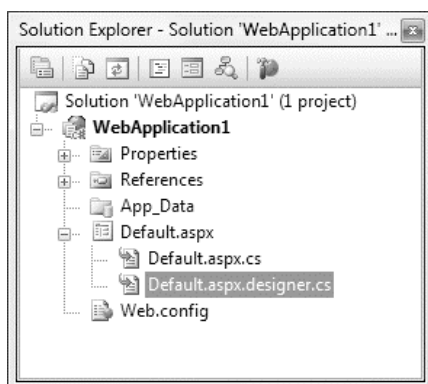 Solution Explorer - Solution 'WebApplication1' ...
Solution 'WebApplication1' (1 project)
WebApplication1
Properties
References
App_Data
Default.aspx
Default.aspx.cs
Default.aspx.designer.cs
Web.config